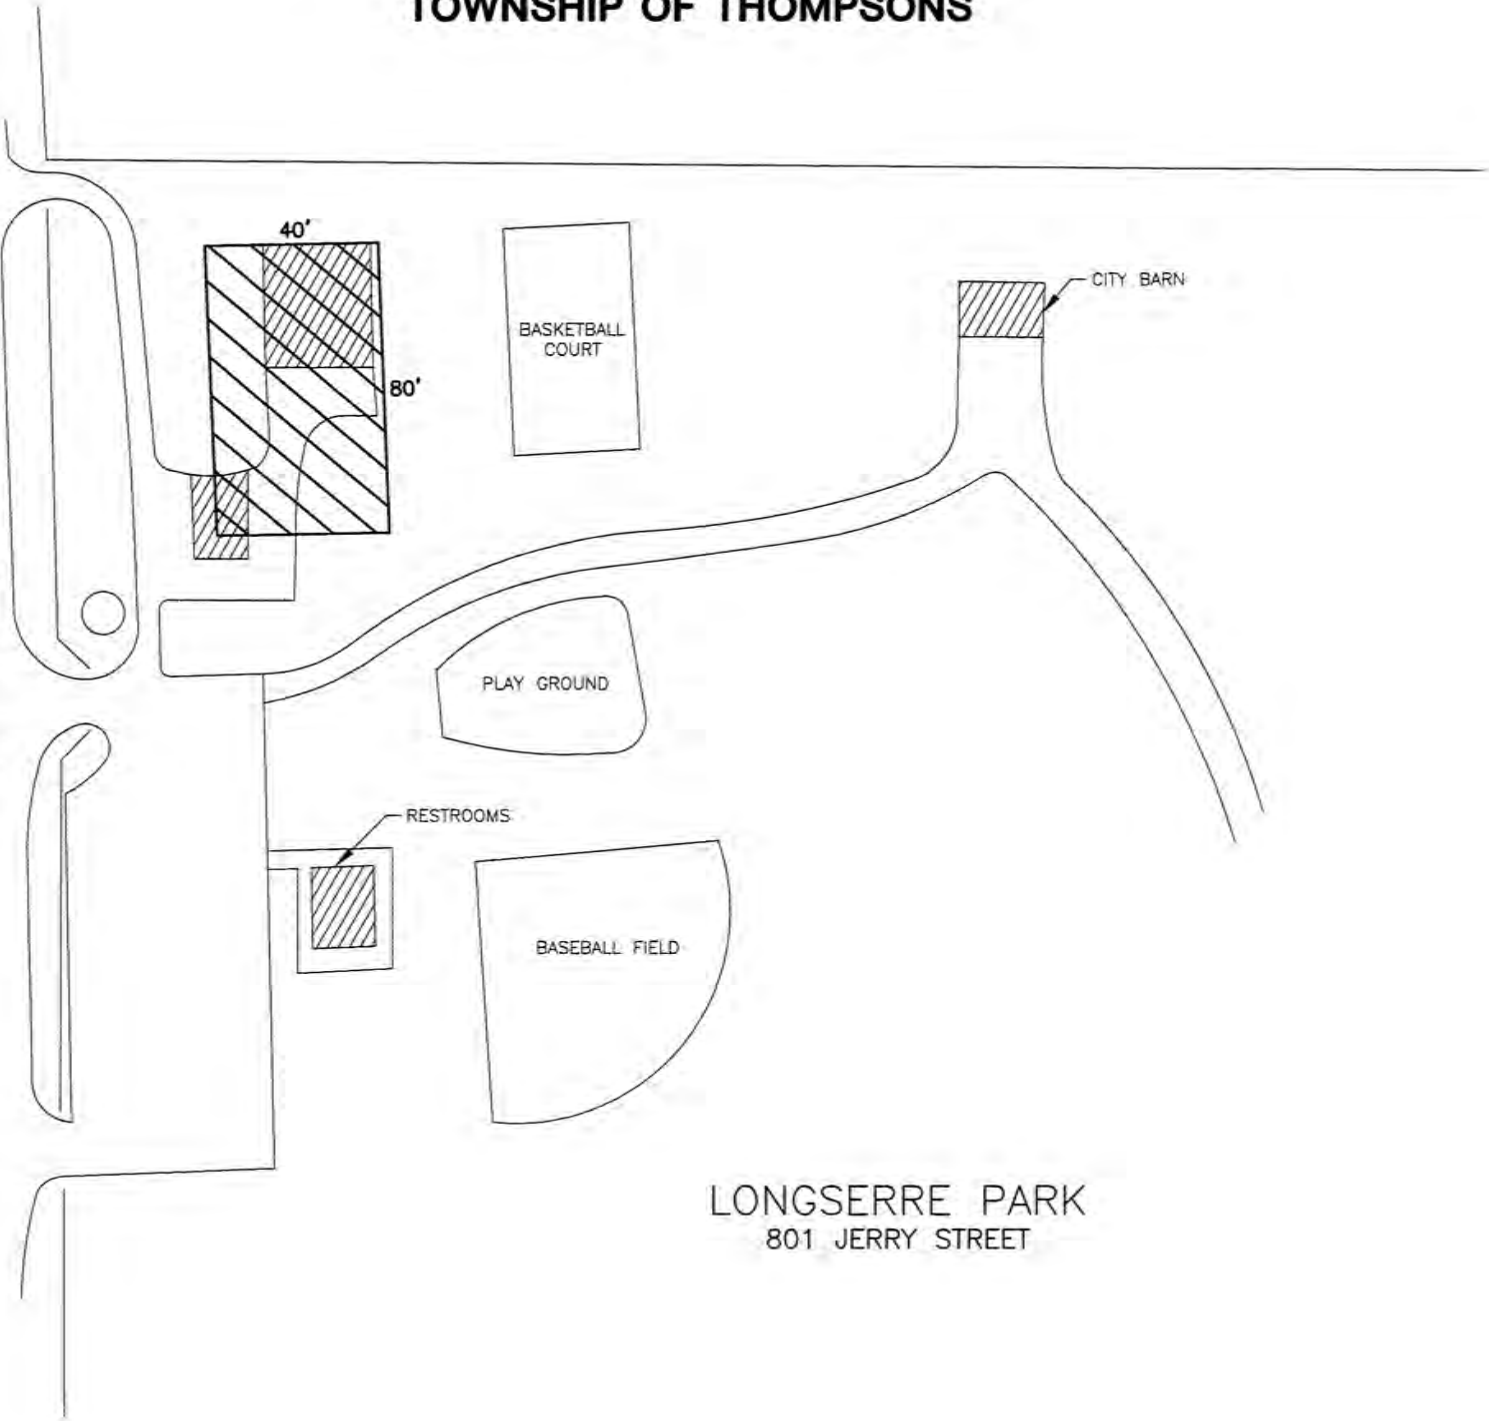 TOWNSHIP OF THOMPSONS
40'
80'
BASKETBALL
COURT
CITY BARN
PLAY GROUND
RESTROOMS
BASEBALL FIELD
LONGSERRE PARK
801 JERRY STREET